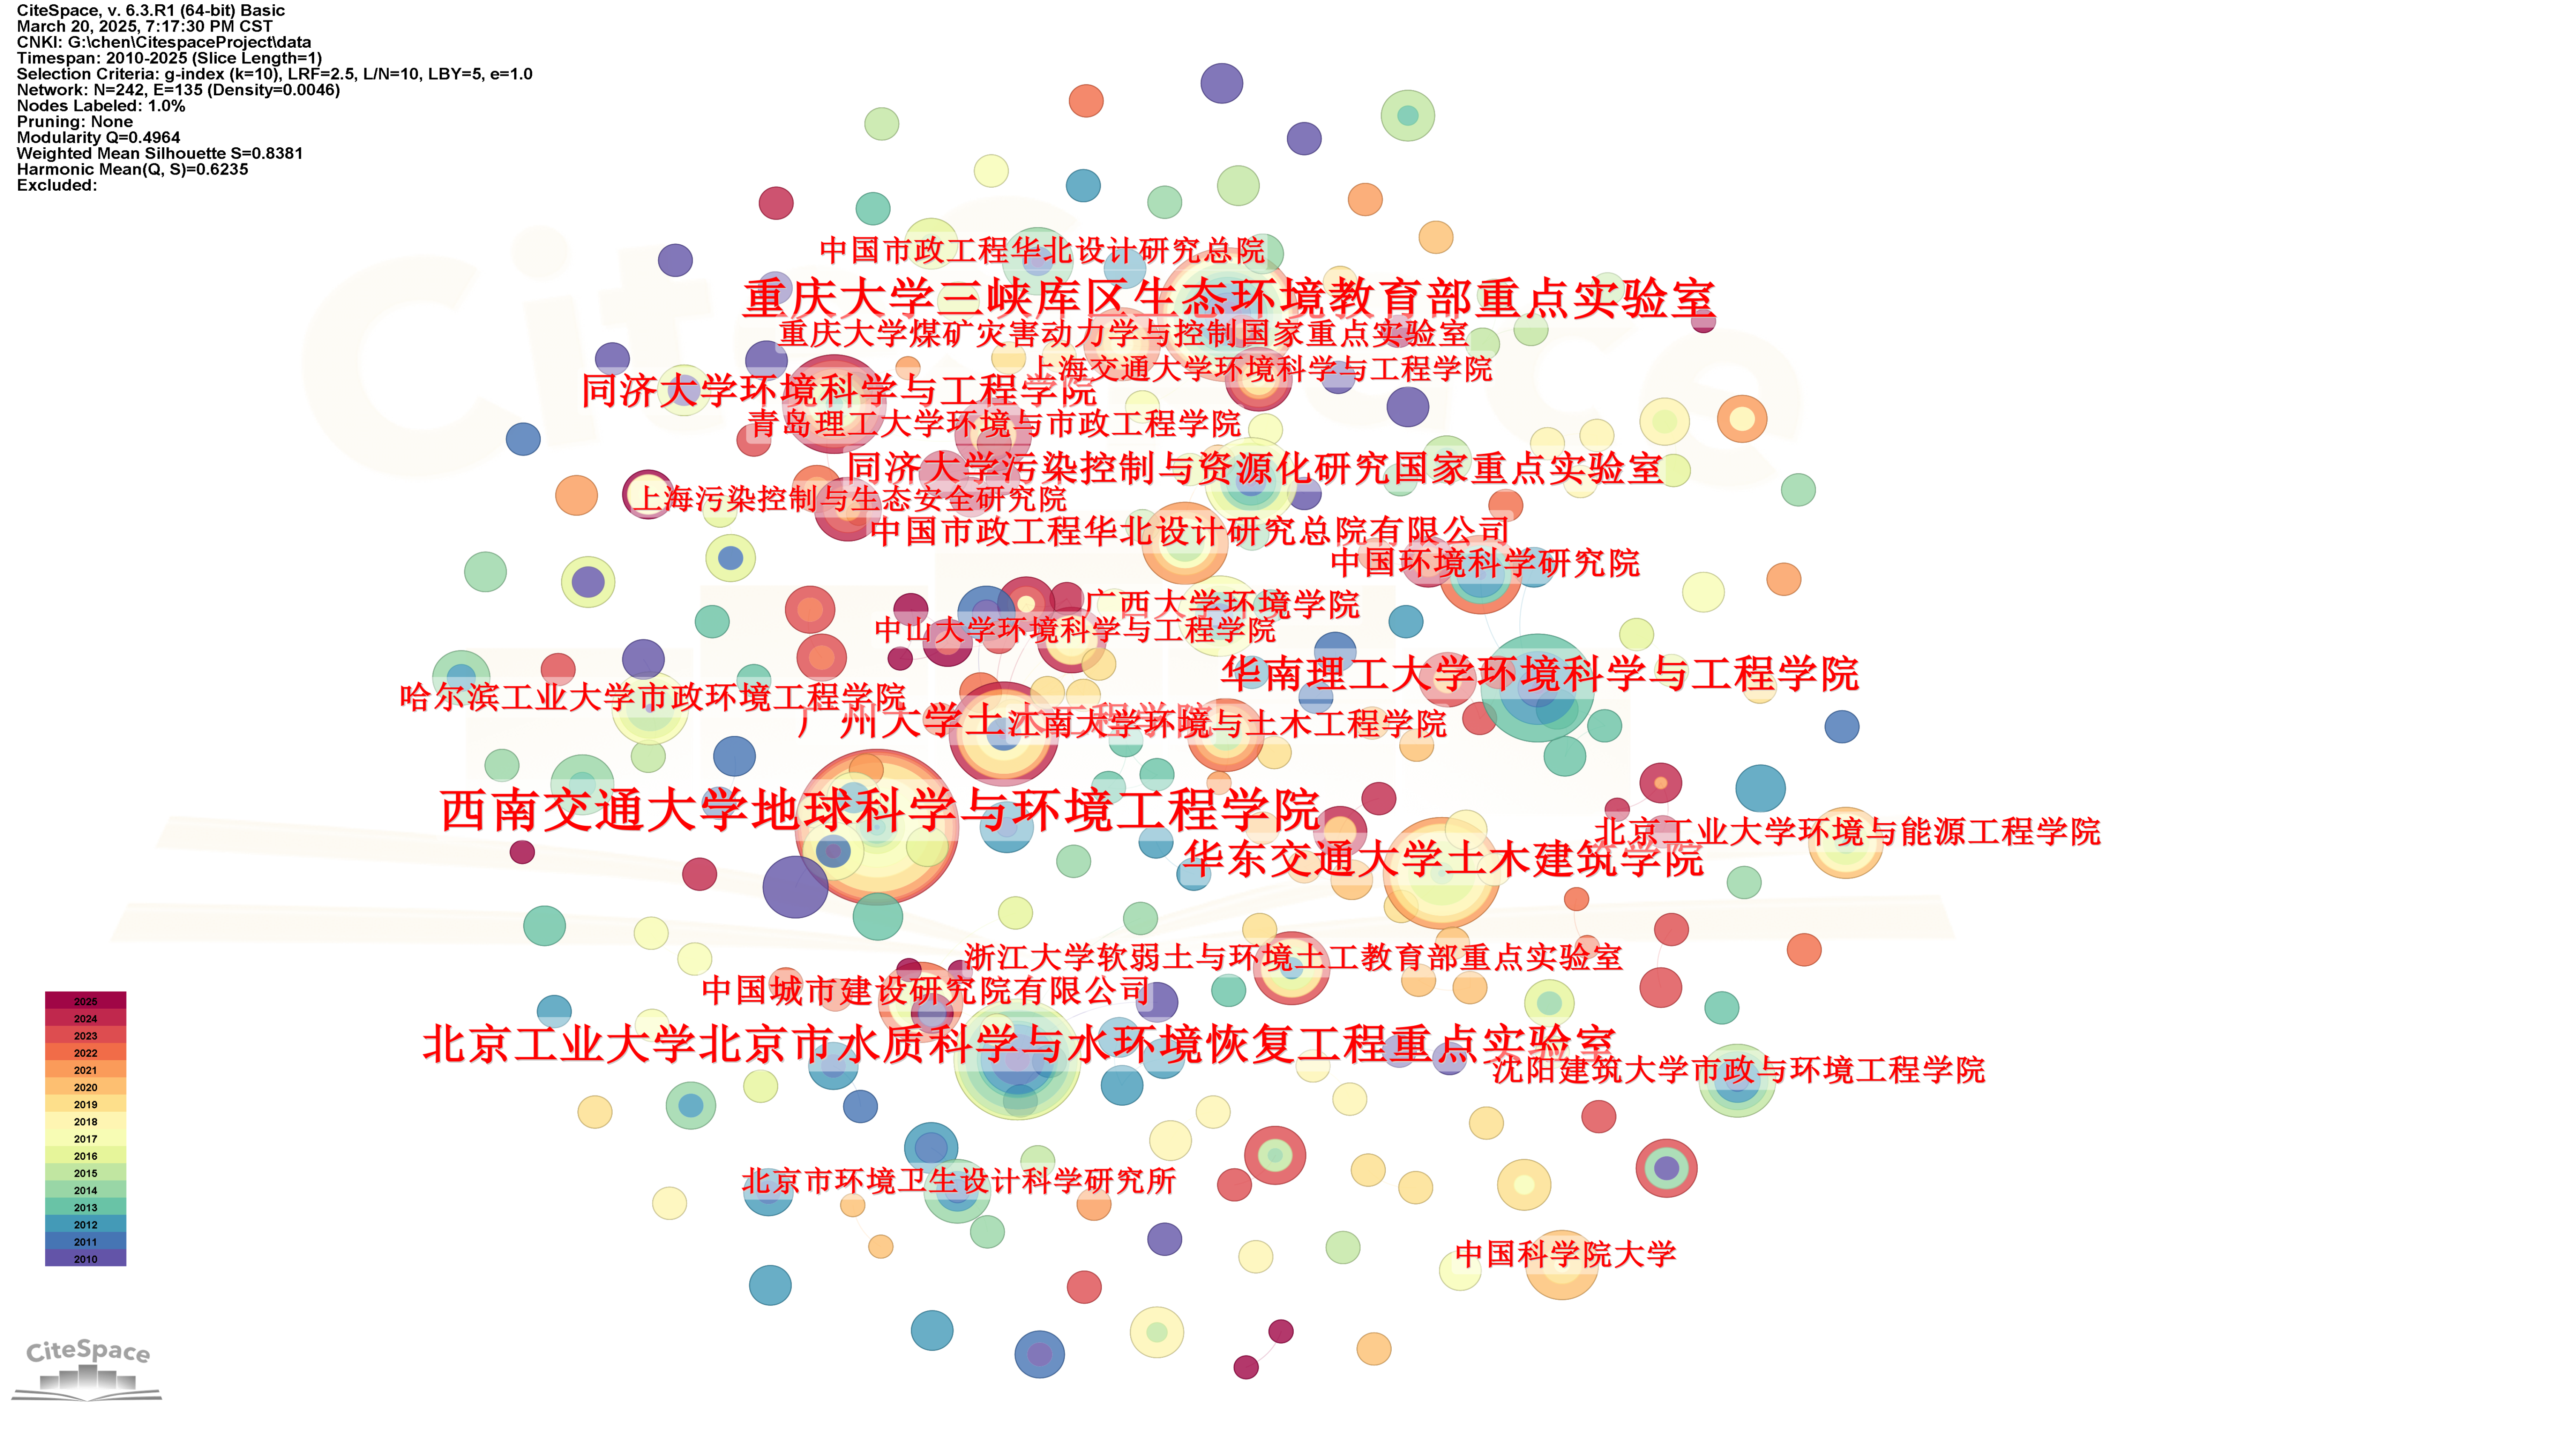 CiteSpace, v. 6.3.R1 (64-bit) Basic
March 20, 2025, 7:17:30 PM CST
CNKI: G:\chen\CitespaceProject\data
Timespan: 2010-2025 (Slice Length=1)
Selection Criteria: g-index (k=10), LRF=2.5, L/N=10, LBY=5, e=1.0
Network: N=242, E=135 (Density=0.0046)
Nodes Labeled: 1.0%
Pruning: None
Modularity Q=0.4964
Weighted Mean Silhouette S=0.8381
Harmonic Mean(Q, S)=0.6235
Excluded:
中国市政工程华北设计研究总院
重庆大学三峡库区生态环境教育部重点实验室
重庆大学煤矿灾害动力学与控制国家重点实验室
上海交通大学环境科学与工程学院
同济大学环境科学与工程学院
青岛理工大学环境与市政工程学院
同济大学污染控制与资源化研究国家重点实验室
上海污染控制与生态安全研究院
中国市政工程华北设计研究总院有限公司
中国环境科学研究院
广西大学环境学院
中山大学环境科学与工程学院
华南理工大学环境科学与工程学院
哈尔滨工业大学市政环境工程学院
广州大学土木工程学院
江南大学环境与土木工程学院
西南交通大学地球科学与环境工程学院
北京工业大学环境与能源工程学院
华东交通大学土木建筑学院
浙江大学软弱土与环境土工教育部重点实验室
中国城市建设研究院有限公司
北京工业大学北京市水质科学与水环境恢复工程重点实验室
沈阳建筑大学市政与环境工程学院
北京市环境卫生设计科学研究所
中国科学院大学
2025
2024
2023
2022
2021
2020
2019
2018
2017
2016
2015
2014
2013
2012
2011
2010
CiteSpace